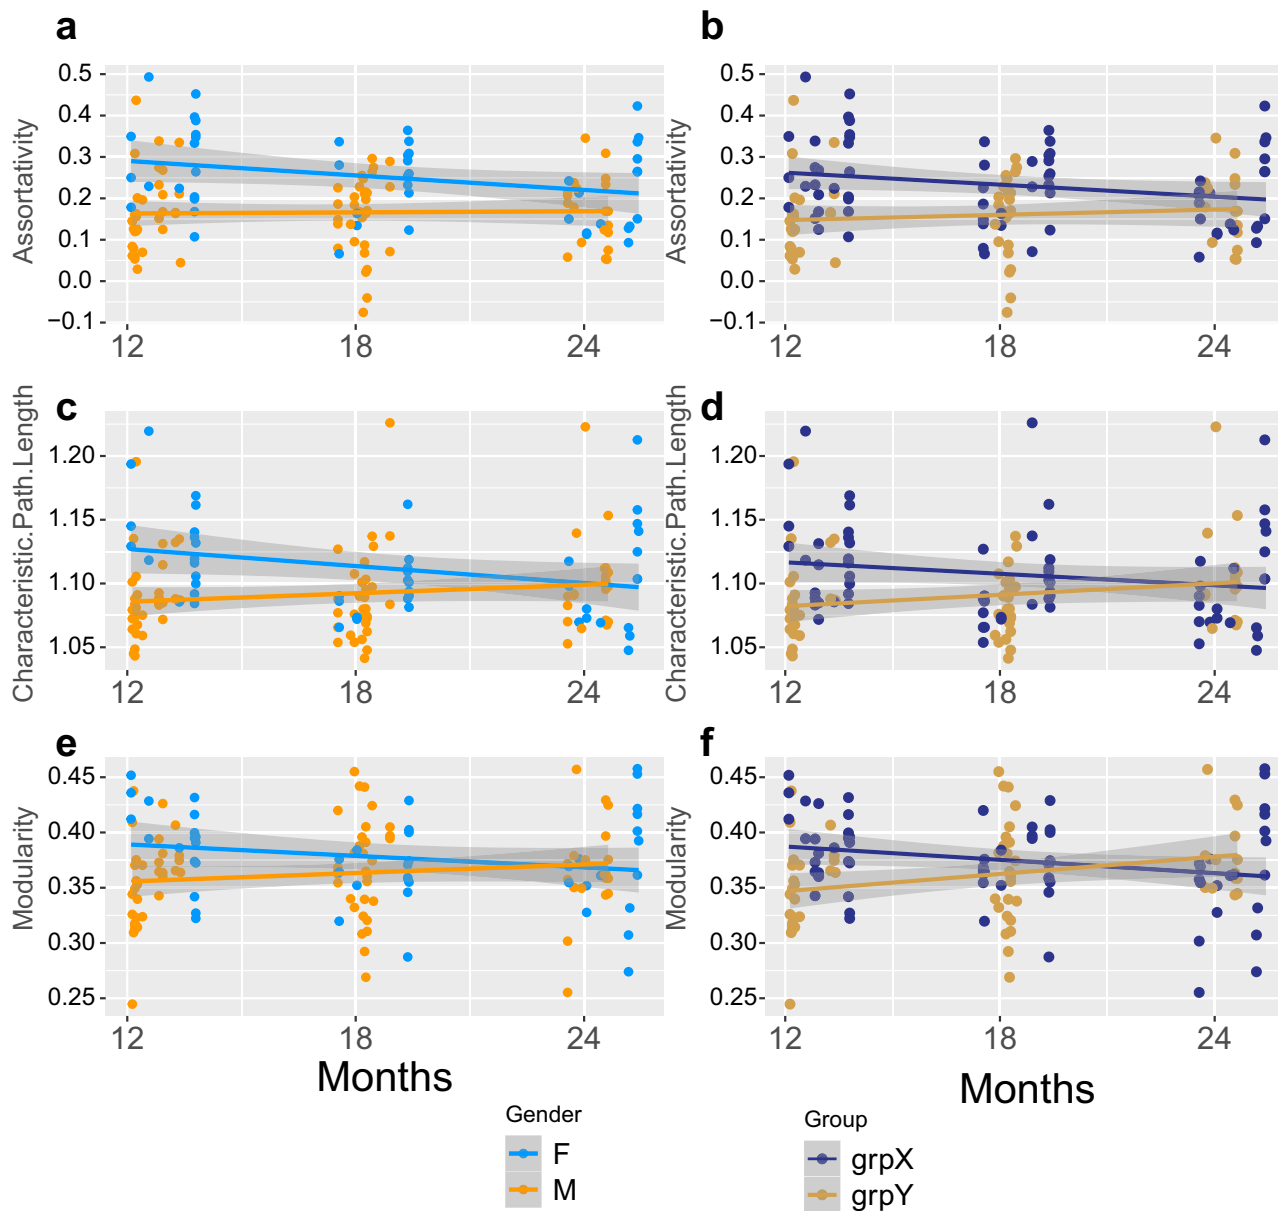 a
b
Assortativity
0.5
0.4
0.3
0.2
0.1
0.0
−0.1
12
18
24
Assortativity
0.5
0.4
0.3
0.2
0.1
0.0
−0.1
12
18
24
c
d
Characteristic.Path.Length
1.20
1.15
1.10
1.05
12
18
24
Characteristic.Path.Length
1.20
1.15
1.10
1.05
12
18
24
e
f
Modularity
0.45
0.40
0.35
0.30
0.25
12
18
24
Months
Modularity
0.45
0.40
0.35
0.30
0.25
12
18
24
Months
Gender
F
M
Group
grpX
grpY